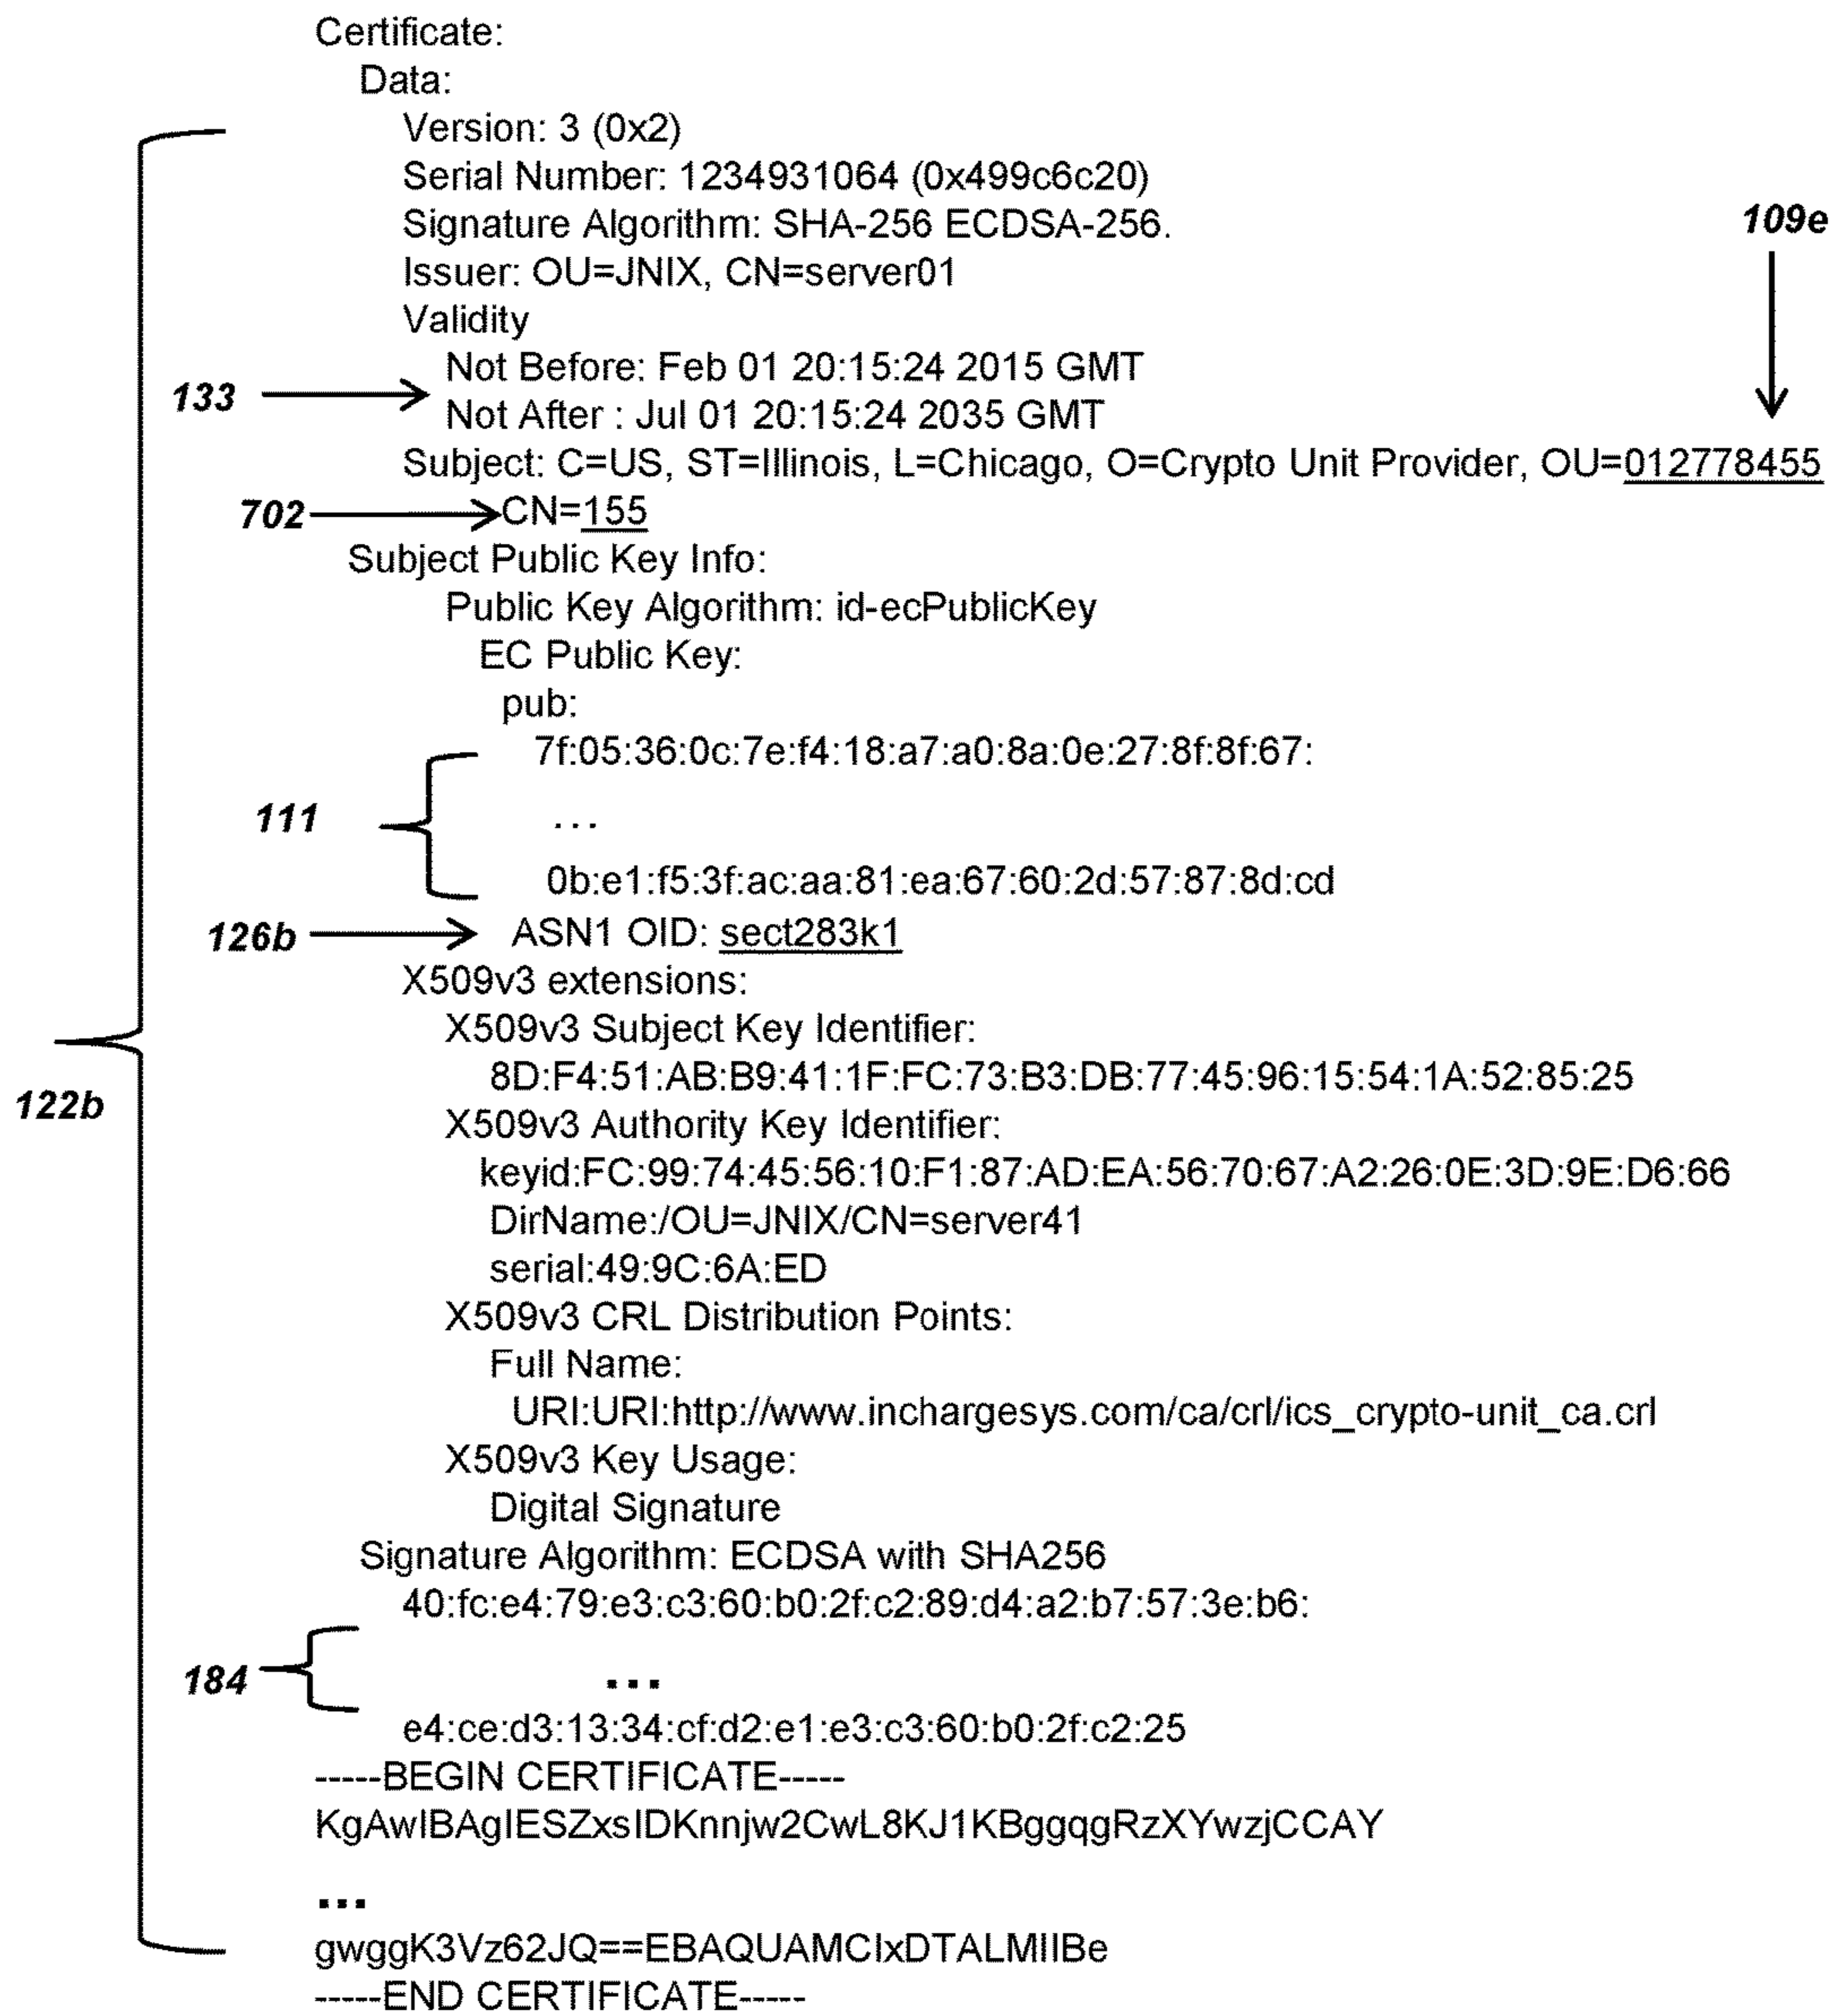 Certificate:
Data:
Version: 3 (0x2)
Serial Number: 1234931064 (0x499c6c20)
Signature Algorithm: SHA-256 ECDSA-256.
109e
Issuer: OU=JNIX, CN=server01
Validity
Not Before: Feb 01 20:15:24 2015 GMT
133
Not After : Jul 01 20:15:24 2035 GMT
Subject: C=US, ST=Illinois, L=Chicago, O=Crypto Unit Provider, OU=012778455
702 CN=155
Subject Public Key Info:
Public Key Algorithm: id-ecPublicKey
EC Public Key:
pub:
7f:05:36:0c:7e:f4:18:a7:a0:8a:0e:27:8f:8f:67:
111 ...
0b:e1:f5:3f:ac:aa:81:ea:67:60:2d:57:87:8d:cd
126b ASN1 OID: sect283k1
X509v3 extensions:
X509v3 Subject Key Identifier:
8D:F4:51:AB:B9:41:1F:FC:73:B3:DB:77:45:96:15:54:1A:52:85:25
122b X509v3 Authority Key Identifier:
keyid:FC:99:74:45:56:10:F1:87:AD:EA:56:70:67:A2:26:0E:3D:9E:D6:66
DirName:/OU=JNIX/CN=server41
serial:49:9C:6A:ED
X509v3 CRL Distribution Points:
Full Name:
URI:URI:http://www.inchargesys.com/ca/crl/ics_crypto-unit_ca.crl
X509v3 Key Usage:
Digital Signature
Signature Algorithm: ECDSA with SHA256
40:fc:e4:79:e3:c3:60:b0:2f:c2:89:d4:a2:b7:57:3e:b6:
184 ...
e4:ce:d3:13:34:cf:d2:e1:e3:c3:60:b0:2f:c2:25
-----BEGIN CERTIFICATE-----
KgAwIBAgIESZxsIDKnnjw2CwL8KJ1KBggqgRzXYwzjCCAY
...
gwggK3Vz62JQ==EBAQUAMCIxDTALMIIBe
-----END CERTIFICATE-----